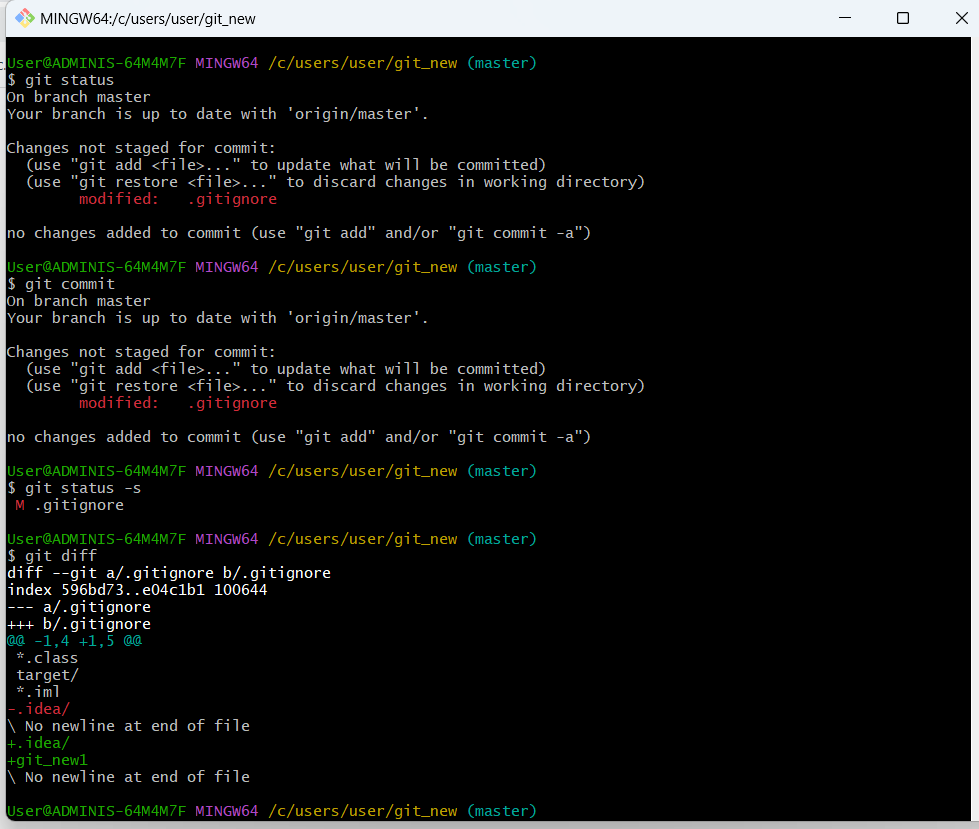 MINGW64:/c/users/user/git_new
User@ADMINIS-64M4M7F MINGW64 /c/users/user/git_new (master)
$ git status
On branch master
Your branch is up to date with 'origin/master'.
Changes not staged for commit:
  (use "git add <file>..." to update what will be committed)
  (use "git restore <file>..." to discard changes in working directory)
        modified:   .gitignore
no changes added to commit (use "git add" and/or "git commit -a")
User@ADMINIS-64M4M7F MINGW64 /c/users/user/git_new (master)
$ git commit
On branch master
Your branch is up to date with 'origin/master'.
Changes not staged for commit:
  (use "git add <file>..." to update what will be committed)
  (use "git restore <file>..." to discard changes in working directory)
        modified:   .gitignore
no changes added to commit (use "git add" and/or "git commit -a")
User@ADMINIS-64M4M7F MINGW64 /c/users/user/git_new (master)
$ git status -s
 M .gitignore
User@ADMINIS-64M4M7F MINGW64 /c/users/user/git_new (master)
$ git diff
diff --git a/.gitignore b/.gitignore
index 596bd73..e04c1b1 100644
--- a/.gitignore
+++ b/.gitignore
@@ -1,4 +1,5 @@
 *.class
 target/
 *.iml
-.idea/
\ No newline at end of file
+.idea/
+git_new1
\ No newline at end of file
User@ADMINIS-64M4M7F MINGW64 /c/users/user/git_new (master)